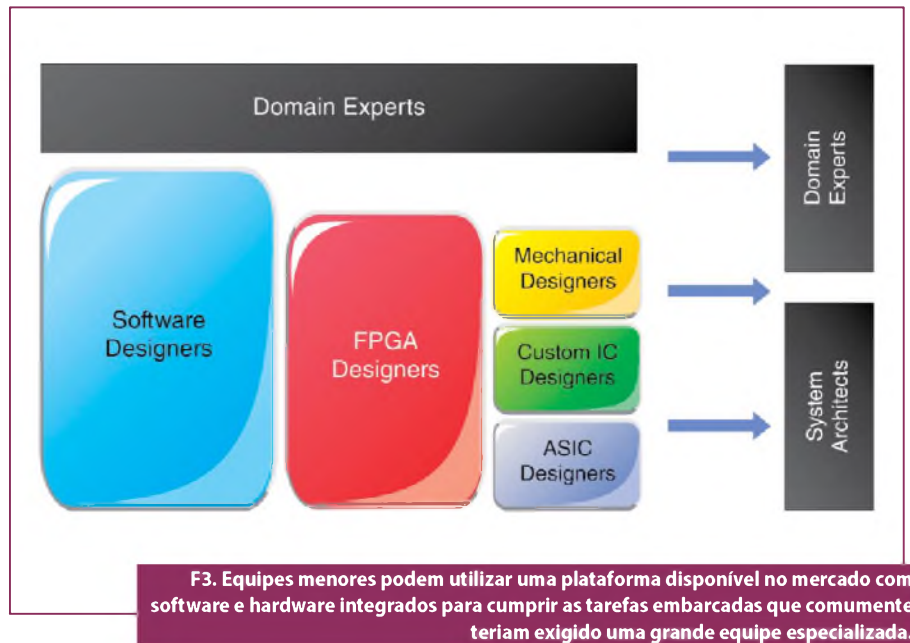 Domain Experts
Software
Designers
FPGA
Designers
Mechanical
Designers
Custom IC
Designers
ASIC
Designers
Domain
Experts
System
Architects
F3. Equipes menores podem utilizar uma plataforma disponível no mercado com
software e hardware integrados para cumprir as tarefas embarcadas que comumente
teriam exigido uma grande equipe especializada.